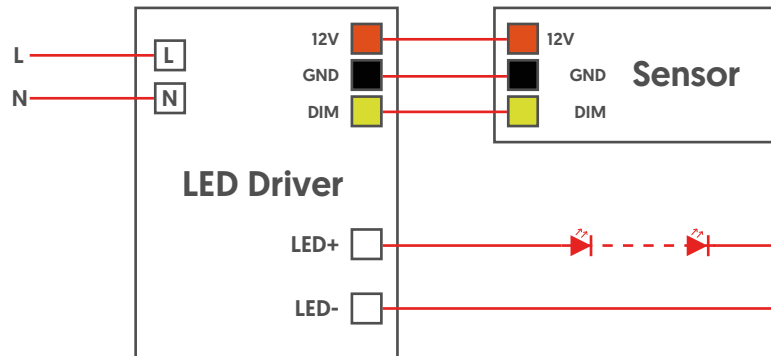 L
L
N
N
12V
GND
DIM
LED Driver
LED+
LED-
12V
GND
DIM
Sensor